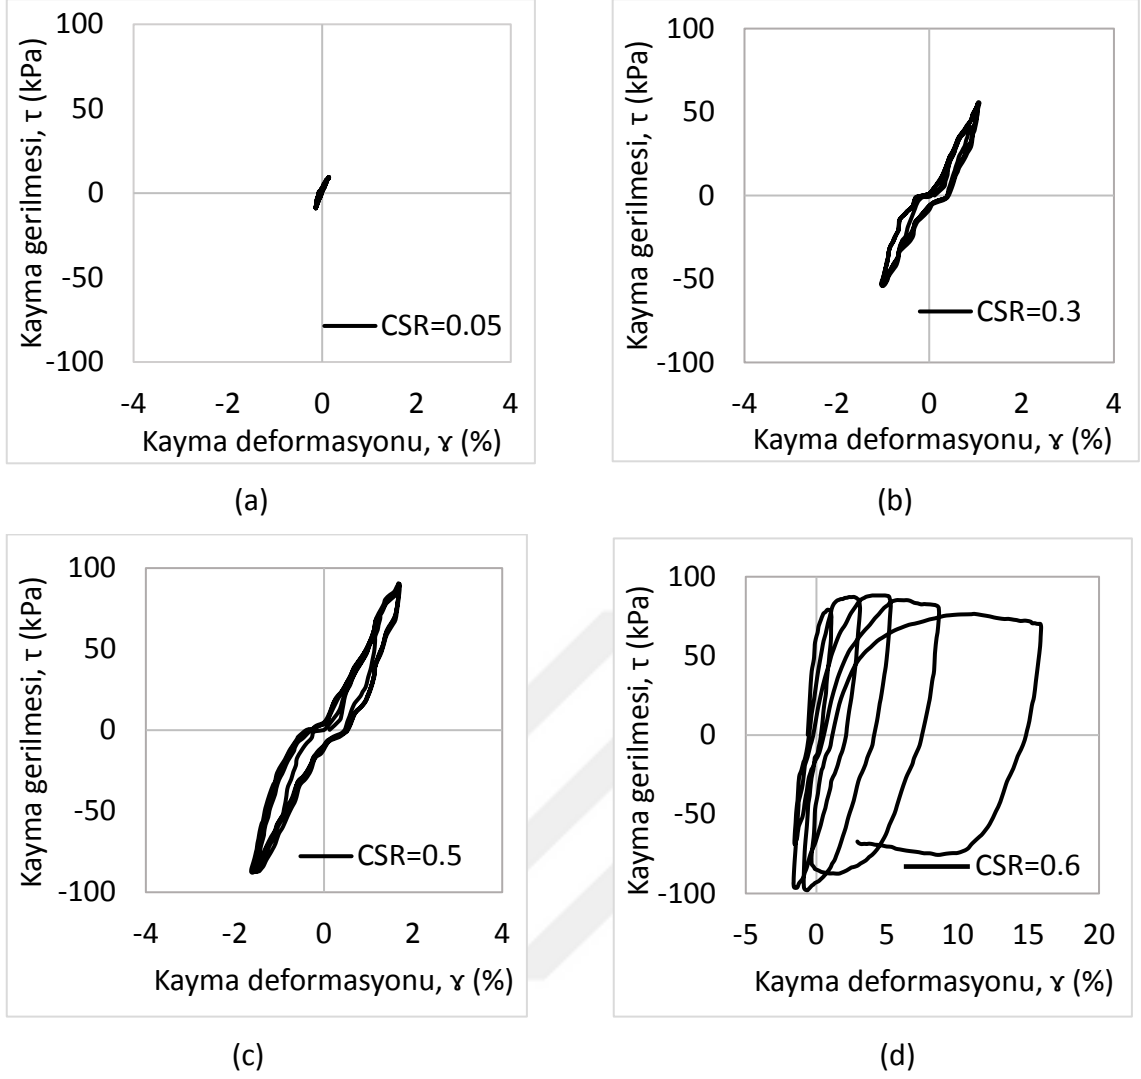 Kayma gerilmesi, τ (kPa)
100
50
0
-50
-100
CSR=0.05
-4 -2 0 2 4
Kayma deformasyonu, ɤ (%)
(a)
Kayma gerilmesi, τ (kPa)
100
50
0
-50
-100
CSR=0.3
-4 -2 0 2 4
Kayma deformasyonu, ɤ (%)
(b)
Kayma gerilmesi, τ (kPa)
100
50
0
-50
-100
CSR=0.5
-4 -2 0 2 4
Kayma deformasyonu, ɤ (%)
(c)
Kayma gerilmesi, τ (kPa)
100
50
0
-50
-100
CSR=0.6
-5 0 5 10 15 20
Kayma deformasyonu, ɤ (%)
(d)